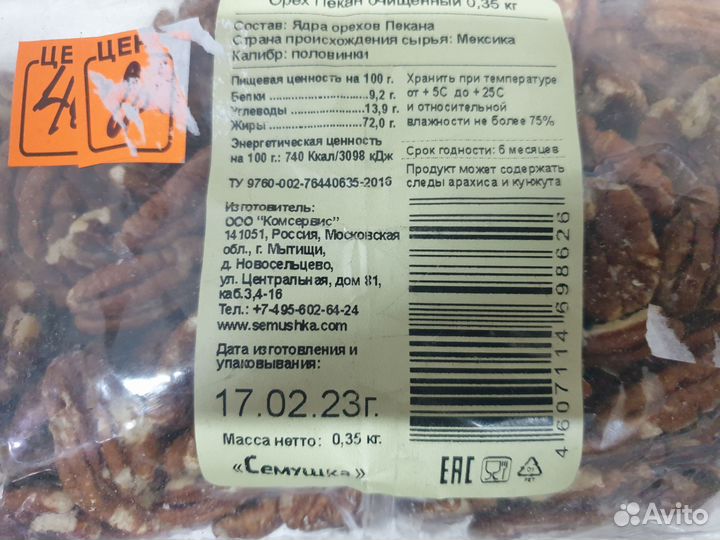 Орех Пекан очищенный 0,35 кг
Состав: Ядра орехов Пекана
Страна происхождения сырья: Мексика
Калибр: половинки
Пищевая ценность на 100 г.
Белки 9,2 г.
Углеводы 13,9 г.
Жиры 72,0 г.
Энергетическая ценность
на 100 г.: 740 Ккал/3098 кДж
ТУ 9760-002-76440635-2016
Изготовитель:
ООО "Комсервис"
141051, Россия, Московская
обл., г. Мытищи,
д. Новосельцево,
ул. Центральная, дом 81,
каб.3,4-16
Тел.: +7-495-602-64-24
www.semushka.com
Дата изготовления и
упаковывания:
17.02.23г.
Масса нетто: 0,35 кг.
«Семушка»
Хранить при температуре
от + 5С до + 25С
и относительной
влажности не более 75%
Срок годности: 6 месяцев
Продукт может содержать
следы арахиса и кунжута
4607114698626
EAC
ЦЕ
ЦЕН
Avito